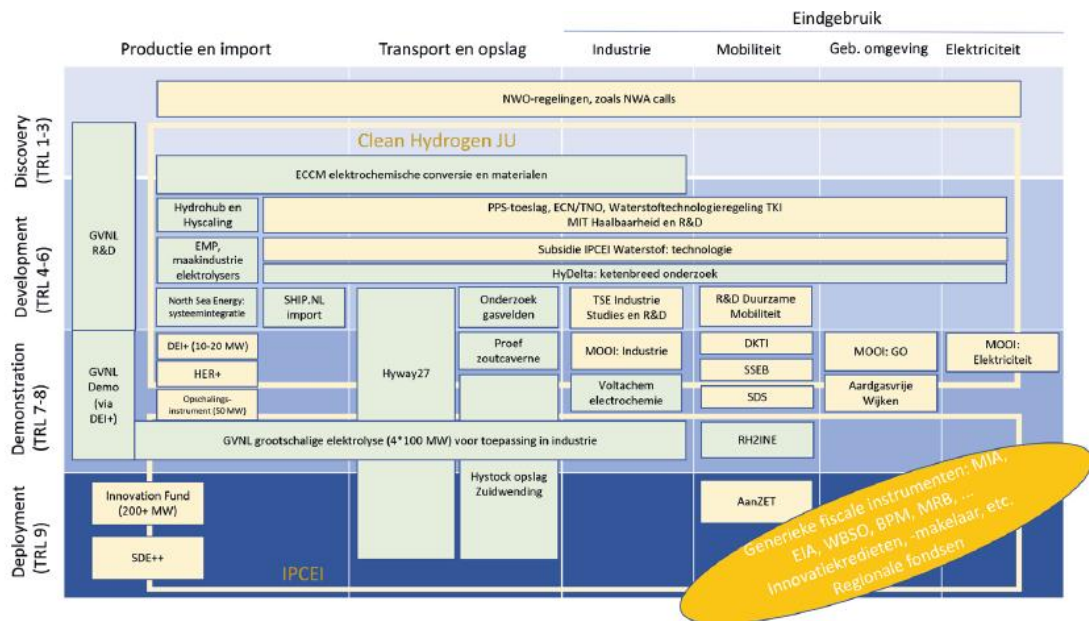 Eindgebruik
Productie en import
Transport en opslag
Industrie
Mobiliteit
Geb. omgeving
Elektriciteit
Discovery
(TRL 1-3)
Development
(TRL 4-6)
Demonstration
(TRL 7-8)
Deployment
(TRL 9)
NWO-regelingen, zoals NWA calls
Clean Hydrogen JU
ECCM elektrochemische conversie en materialen
GVNL
R&D
Hydrohub en
Hyscaling
PPS-toeslag, ECN/TNO, Waterstoftechnologieregeling TKI
MIT Haalbaarheid en R&D
EMP,
maakindustrie
elektrolysers
Subsidie IPCEI Waterstof: technologie
HyDelta: ketenbreed onderzoek
North Sea Energy:
systeemintegratie
SHIP.NL
import
Hyway27
Onderzoek
gasvelden
TSE Industrie
Studies en R&D
R&D Duurzame
Mobiliteit
GVNL
Demo
(via
DEI+)
DEI+ (10-20 MW)
HER+
Opschalings-
instrument (50 MW)
Proef
zoutcaverne
MOOI: Industrie
Voltachem
electrochemie
DKTI
SSEB
SDS
MOOI: GO
Aardgasvrije
Wijken
MOOI:
Elektriciteit
GVNL grootschalige elektrolyse (4*100 MW) voor toepassing in industrie
RH2INE
Innovation Fund
(200+ MW)
SDE++
Hystock opslag
Zuidwending
AanZET
IPCEI
Generieke fiscale instrumenten: MIA,
EIA, WBSO, BPM, MRB, ...
Innovatiekredieten, -makelaar, etc.
Regionale fondsen